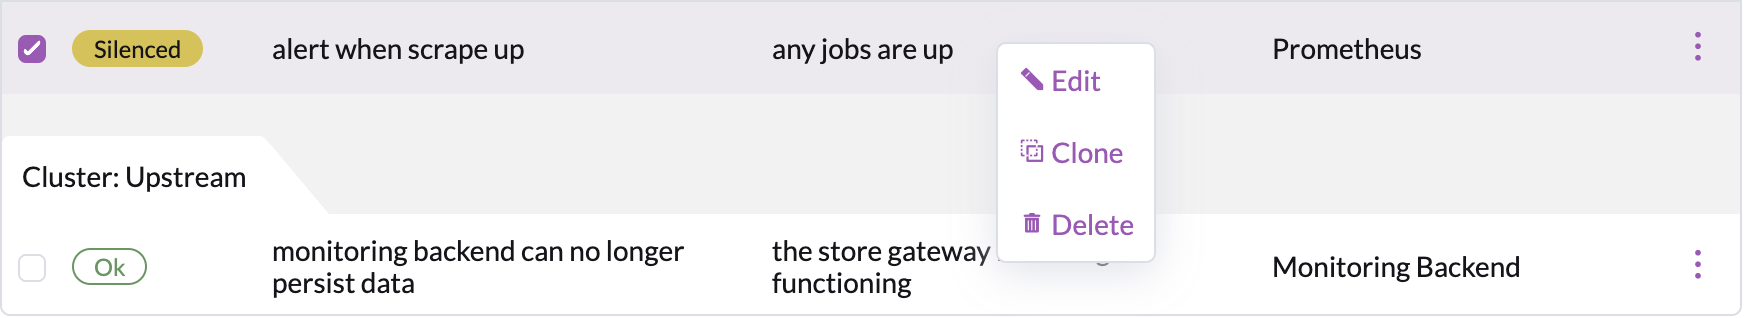 Silenced
alert when scrape up
any jobs are up
Prometheus
Edit
Clone
Delete
Cluster: Upstream
Ok
monitoring backend can no longer
persist data
the store gateway
functioning
Monitoring Backend